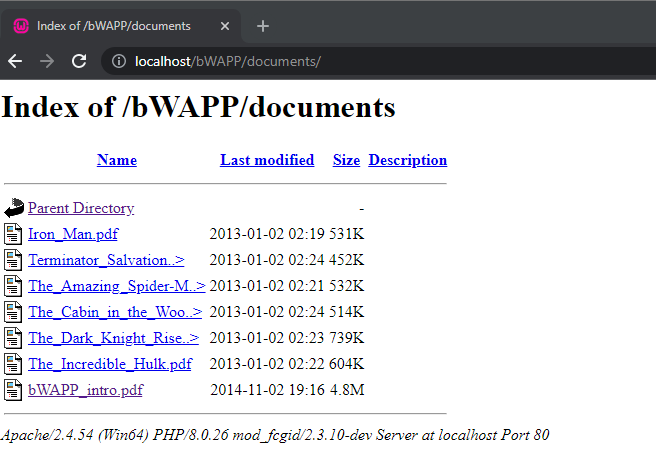 Index of /bWAPP/documents
localhost/bWAPP/documents/
Index of /bWAPP/documents
Name Last modified Size Description
Parent Directory -
Iron_Man.pdf 2013-01-02 02:19 531K
Terminator_Salvation..> 2013-01-02 02:24 452K
The_Amazing_Spider-M..> 2013-01-02 02:21 532K
The_Cabin_in_the_Woo..> 2013-01-02 02:24 514K
The_Dark_Knight_Rise..> 2013-01-02 02:23 739K
The_Incredible_Hulk.pdf 2013-01-02 02:22 604K
bWAPP_intro.pdf 2014-11-02 19:16 4.8M
Apache/2.4.54 (Win64) PHP/8.0.26 mod_fcgid/2.3.10-dev Server at localhost Port 80